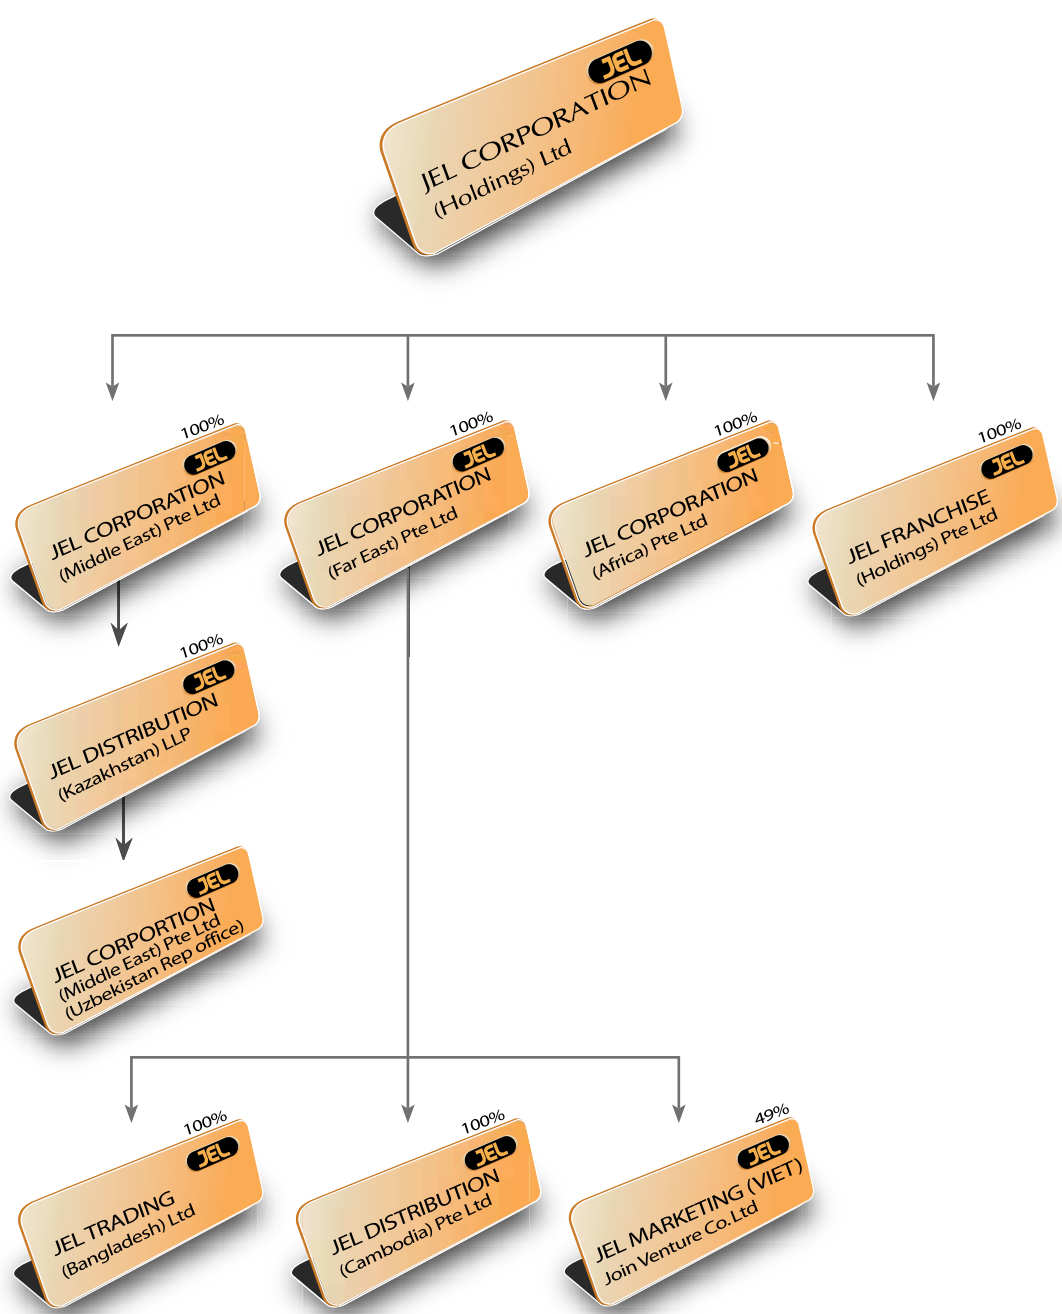 JEL
JEL CORPORATION
(Holdings) Ltd
100%
JEL
JEL CORPORATION
(Middle East) Pte Ltd
100%
JEL
JEL CORPORATION
(Far East) Pte Ltd
100%
JEL
JEL CORPORATION
(Africa) Pte Ltd
100%
JEL
JEL FRANCHISE
(Holdings) Pte Ltd
100%
JEL
JEL DISTRIBUTION
(Kazakhstan) LLP
JEL
JEL CORPORTION
(Middle East) Pte Ltd
(Uzbekistan Rep office)
100%
JEL
JEL TRADING
(Bangladesh) Ltd
100%
JEL
JEL DISTRIBUTION
(Cambodia) Pte Ltd
49%
JEL
JEL MARKETING (VIET)
Join Venture Co.Ltd